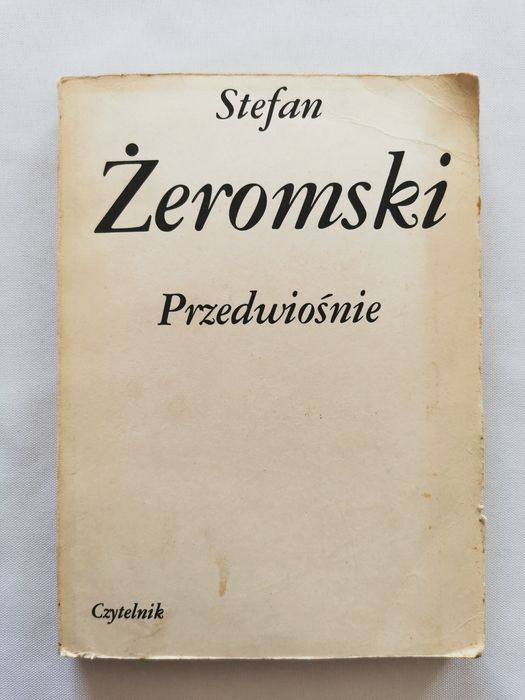 Stefan
Żeromski
Przedwiośnie
Czytelnik